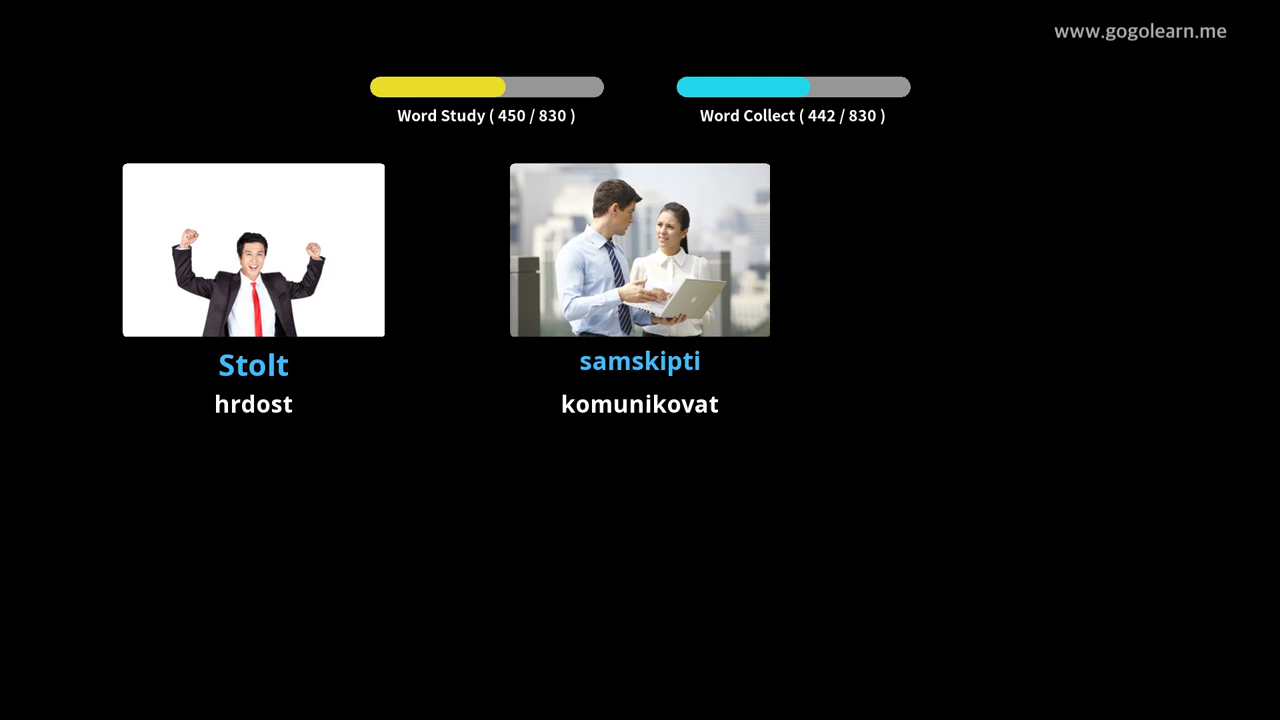 www.gogolearn.me
Word Study ( 450 / 830 )
Word Collect ( 442 / 830 )
Stolt
hrdost
samskipti
komunikovat